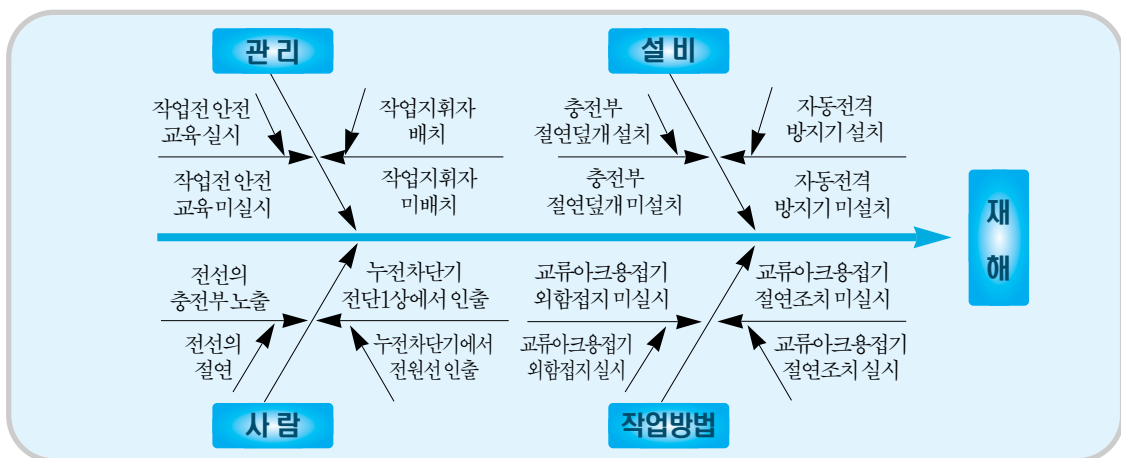 관 리
설 비
작업전 안전
교육 실시
작업지휘자
배치
충전부
절연덮개 설치
자동전격
방지기 설치
작업전 안전
교육 미실시
작업지휘자
미배치
충전부
절연덮개 미설치
자동전격
방지기 미설치
재
해
전선의
충전부 노출
누전차단기
전단1상에서 인출
교류아크용접기
외함접지 미실시
교류아크용접기
절연조치 미실시
전선의
절연
누전차단기에서
전원선 인출
교류아크용접기
외함접지 실시
교류아크용접기
절연조치 실시
사 람
작업방법